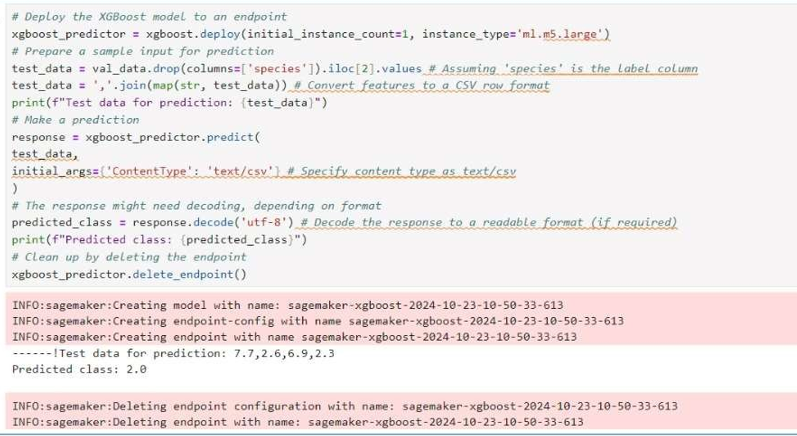 # Deploy the XGBoost model to an endpoint
xgboost_predictor = xgboost.deploy(initial_instance_count=1, instance_type='ml.m5.large')
# Prepare a sample input for prediction
test_data = val_data.drop(columns=['species']).iloc[2].values # Assuming 'species' is the label column
test_data = ','.join(map(str, test_data)) # Convert features to a CSV row format
print(f"Test data for prediction: {test_data}")
# Make a prediction
response = xgboost_predictor.predict(
test_data,
initial_args={'ContentType': 'text/csv'} # Specify content type as text/csv
)
# The response might need decoding, depending on format
predicted_class = response.decode('utf-8') # Decode the response to a readable format (if required)
print(f"Predicted class: {predicted_class}")
# Clean up by deleting the endpoint
xgboost_predictor.delete_endpoint()
INFO:sagemaker:Creating model with name: sagemaker-xgboost-2024-10-23-10-50-33-613
INFO:sagemaker:Creating endpoint-config with name sagemaker-xgboost-2024-10-23-10-50-33-613
INFO:sagemaker:Creating endpoint with name sagemaker-xgboost-2024-10-23-10-50-33-613
------!Test data for prediction: 7.7,2.6,6.9,2.3
Predicted class: 2.0
INFO:sagemaker:Deleting endpoint configuration with name: sagemaker-xgboost-2024-10-23-10-50-33-613
INFO:sagemaker:Deleting endpoint with name: sagemaker-xgboost-2024-10-23-10-50-33-613